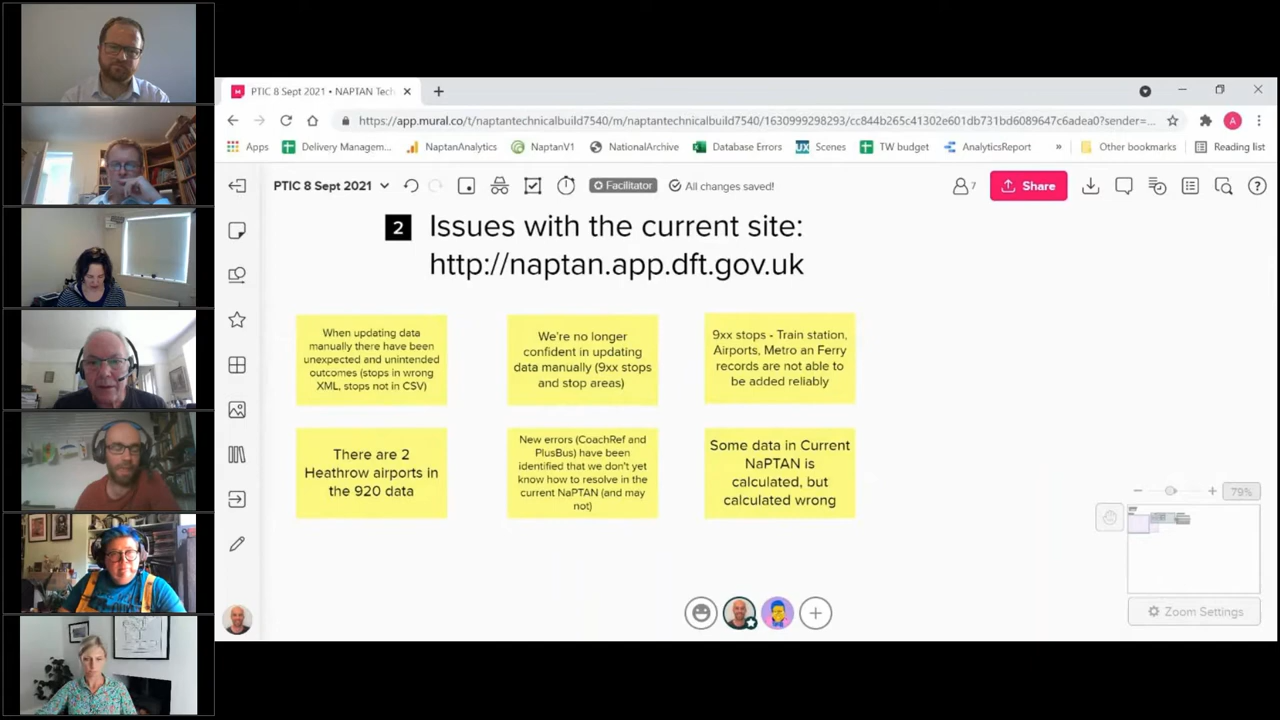 PTIC 8 Sept 2021 • NAPTAN Tech
https://app.mural.co/t/naptantechnicalbuild7540/m/naptantechnicalbuild7540/1630999298293/cc844b265c41302e601db731bd6089647c6adea0?sender=...
Apps
Delivery Managem...
NaptanAnalytics
NaptanV1
NationalArchive
Database Errors
UX
Scenes
TW budget
AnalyticsReport
»
Other bookmarks
Reading list
A
PTIC 8 Sept 2021
Facilitator
All changes saved!
7
Share
2
Issues with the current site:
http://naptan.app.dft.gov.uk
When updating data
manually there have been
unexpected and unintended
outcomes (stops in wrong
XML, stops not in CSV)
We're no longer
confident in updating
data manually (9xx stops
and stop areas)
9xx stops - Train station,
Airports, Metro an Ferry
records are not able to
be added reliably
There are 2
Heathrow airports in
the 920 data
New errors (CoachRef and
PlusBus) have been
identified that we don't yet
know how to resolve in the
current NaPTAN (and may
not)
Some data in Current
NaPTAN is
calculated, but
calculated wrong
79%
Zoom Settings